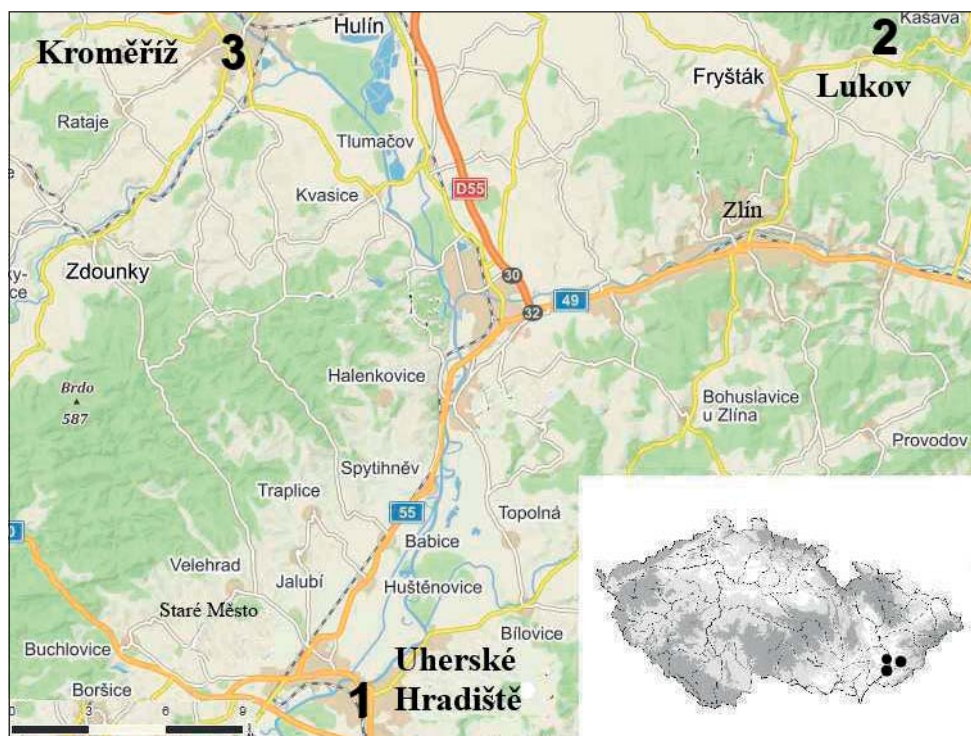 Kroměříž
3
Hulín
2
Kašava
Fryšták
Lukov
Rataje
Tlumačov
Kvasice
D55
Zlín
Zdounky
30
49
32
Brdo
587
Halenkovice
Bohuslavice
u Zlína
Provodov
Spytihněv
Traplice
55
Topolná
Babice
Velehrad
Jalubí
Huštěnovice
Staré Město
Bílovice
Buchlovice
Uherské
Hradiště
1
Boršice
0 3 6 9